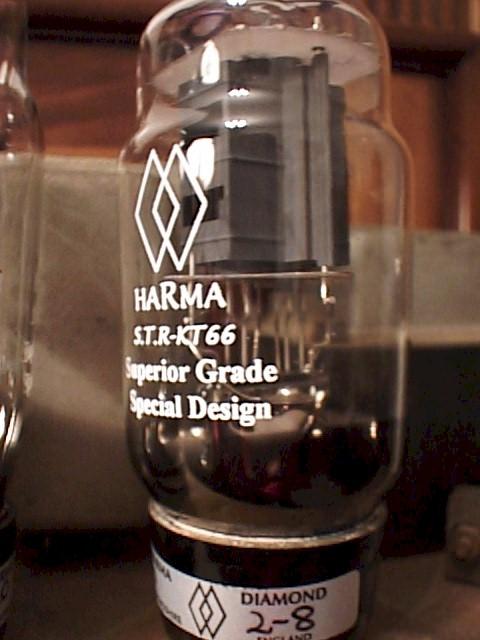 HARMA
S.T.R-KT66
Superior Grade
Special Design
DIAMOND
2-8
ENGLAND